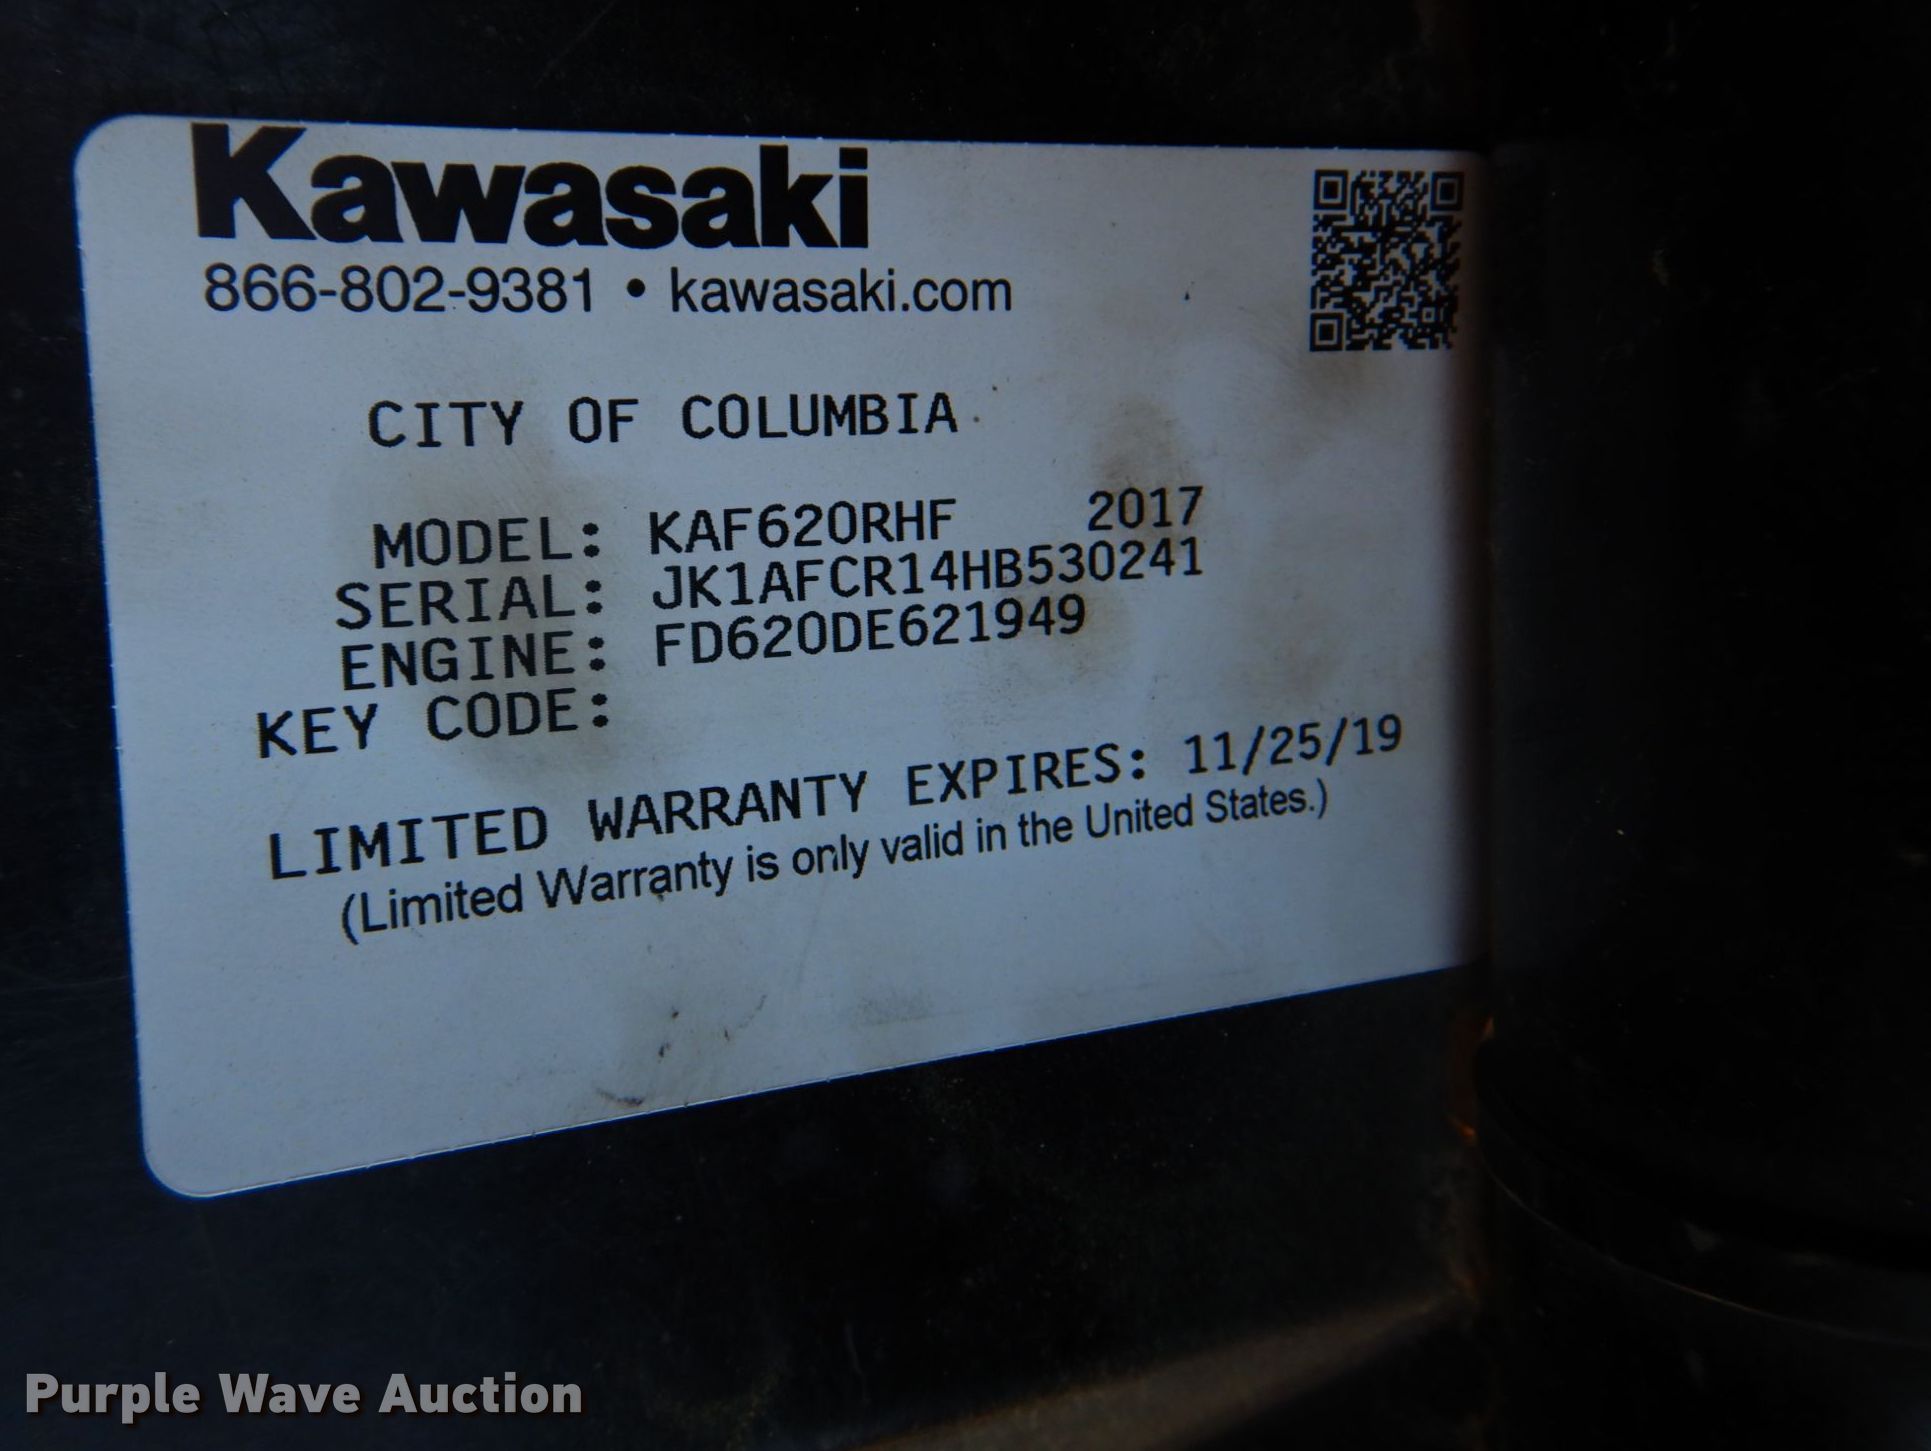 Kawasaki
866-802-9381 • kawasaki.com
CITY OF COLUMBIA
MODEL: KAF620RHF 2017
SERIAL: JK1AFCR14HB530241
ENGINE: FD620DE621949
KEY CODE:
LIMITED WARRANTY EXPIRES: 11/25/19
(Limited Warranty is only valid in the United States.)
Purple Wave Auction